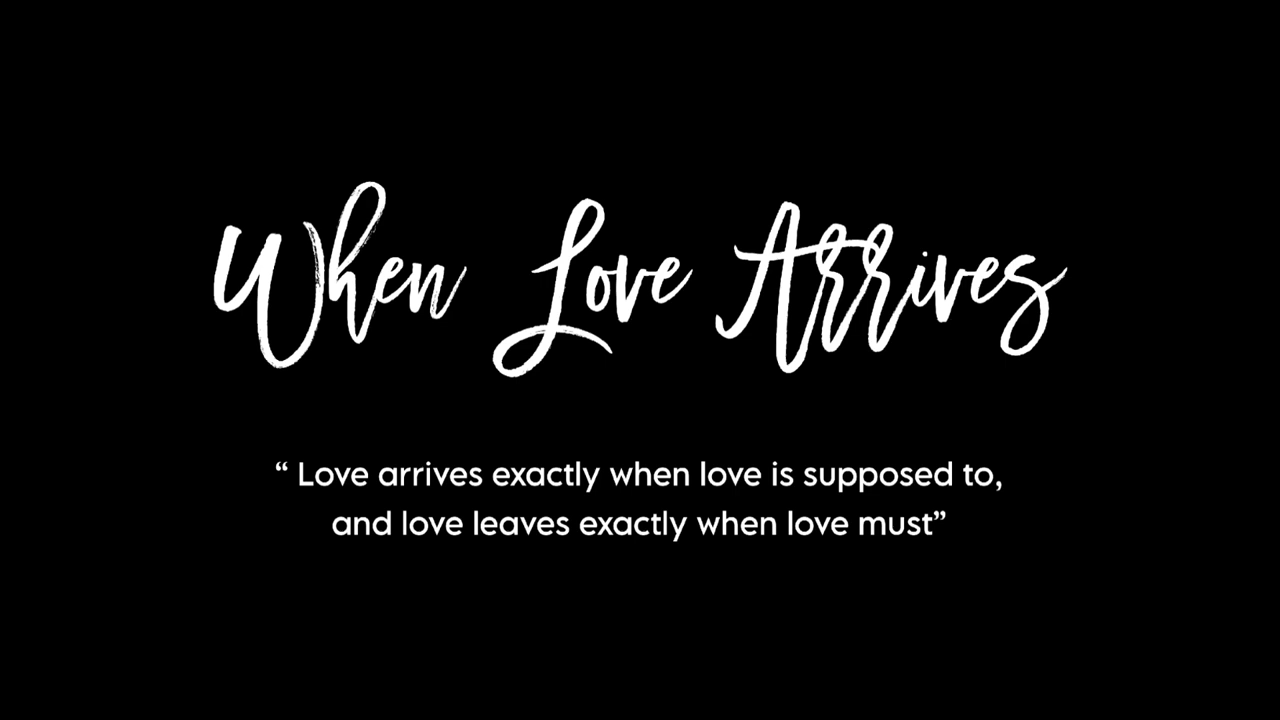 When Love Arrives
“ Love arrives exactly when love is supposed to,
and love leaves exactly when love must”